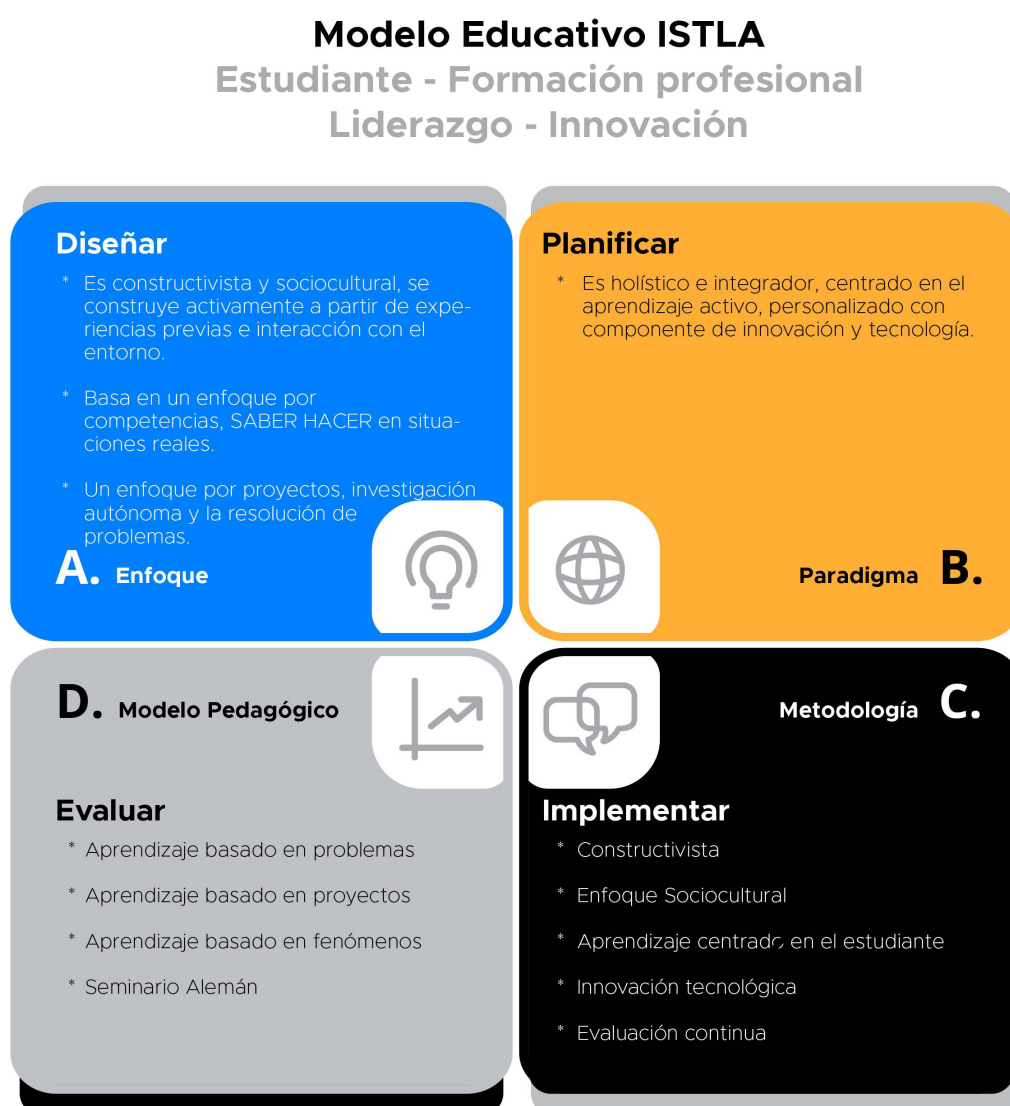 Modelo Educativo ISTLA
Estudiante - Formación profesional
Liderazgo - Innovación
Diseñar
* Es constructivista y sociocultural, se
construye activamente a partir de expe-
riencias previas e interacción con el
entorno.
* Basa en un enfoque por
competencias, SABER HACER en situa-
ciones reales.
* Un enfoque por proyectos, investigación
autónoma y la resolución de
problemas.
A. Enfoque
Planificar
* Es holístico e integrador, centrado en el
aprendizaje activo, personalizado con
componente de innovación y tecnología.
Paradigma B.
D. Modelo Pedagógico
Evaluar
* Aprendizaje basado en problemas
* Aprendizaje basado en proyectos
* Aprendizaje basado en fenómenos
* Seminario Alemán
Metodología C.
Implementar
* Constructivista
* Enfoque Sociocultural
* Aprendizaje centrado en el estudiante
* Innovación tecnológica
* Evaluación continua